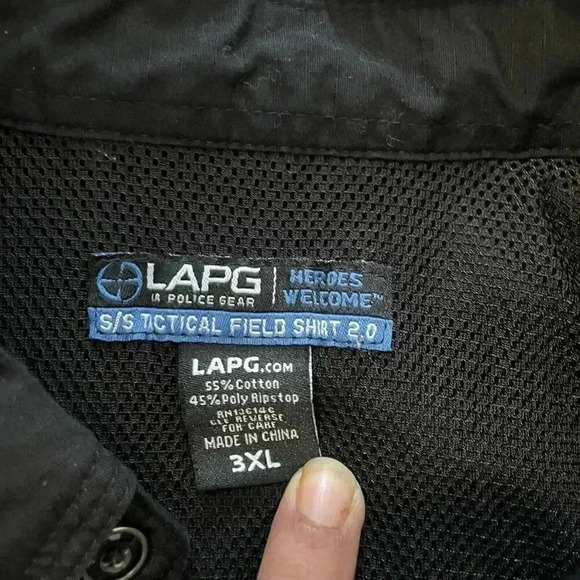 LAPG
LA POLICE GEAR
HEROES
WELCOME™
S/S TACTICAL FIELD SHIRT 2.0
LAPG.COM
55% Cotton
45% Poly Ripstop
SEE REVERSE
FOR CARE
MADE IN CHINA
3XL